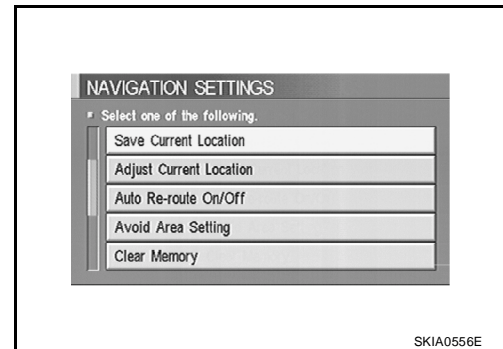 NAVIGATION SETTINGS
Select one of the following.
Save Current Location
Adjust Current Location
Auto Re-route On/Off
Avoid Area Setting
Clear Memory
SKIA0556E